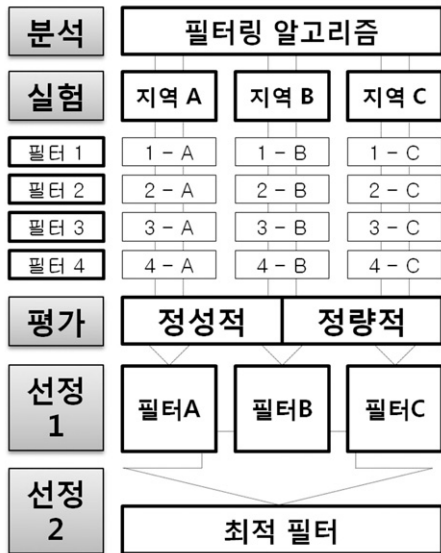 분석
필터링 알고리즘
실험
지역 A
지역 B
지역 C
필터 1
1 - A
1 - B
1 - C
필터 2
2 - A
2 - B
2 - C
필터 3
3 - A
3 - B
3 - C
필터 4
4 - A
4 - B
4 - C
평가
정성적
정량적
선정
1
필터A
필터B
필터C
선정
2
최적 필터